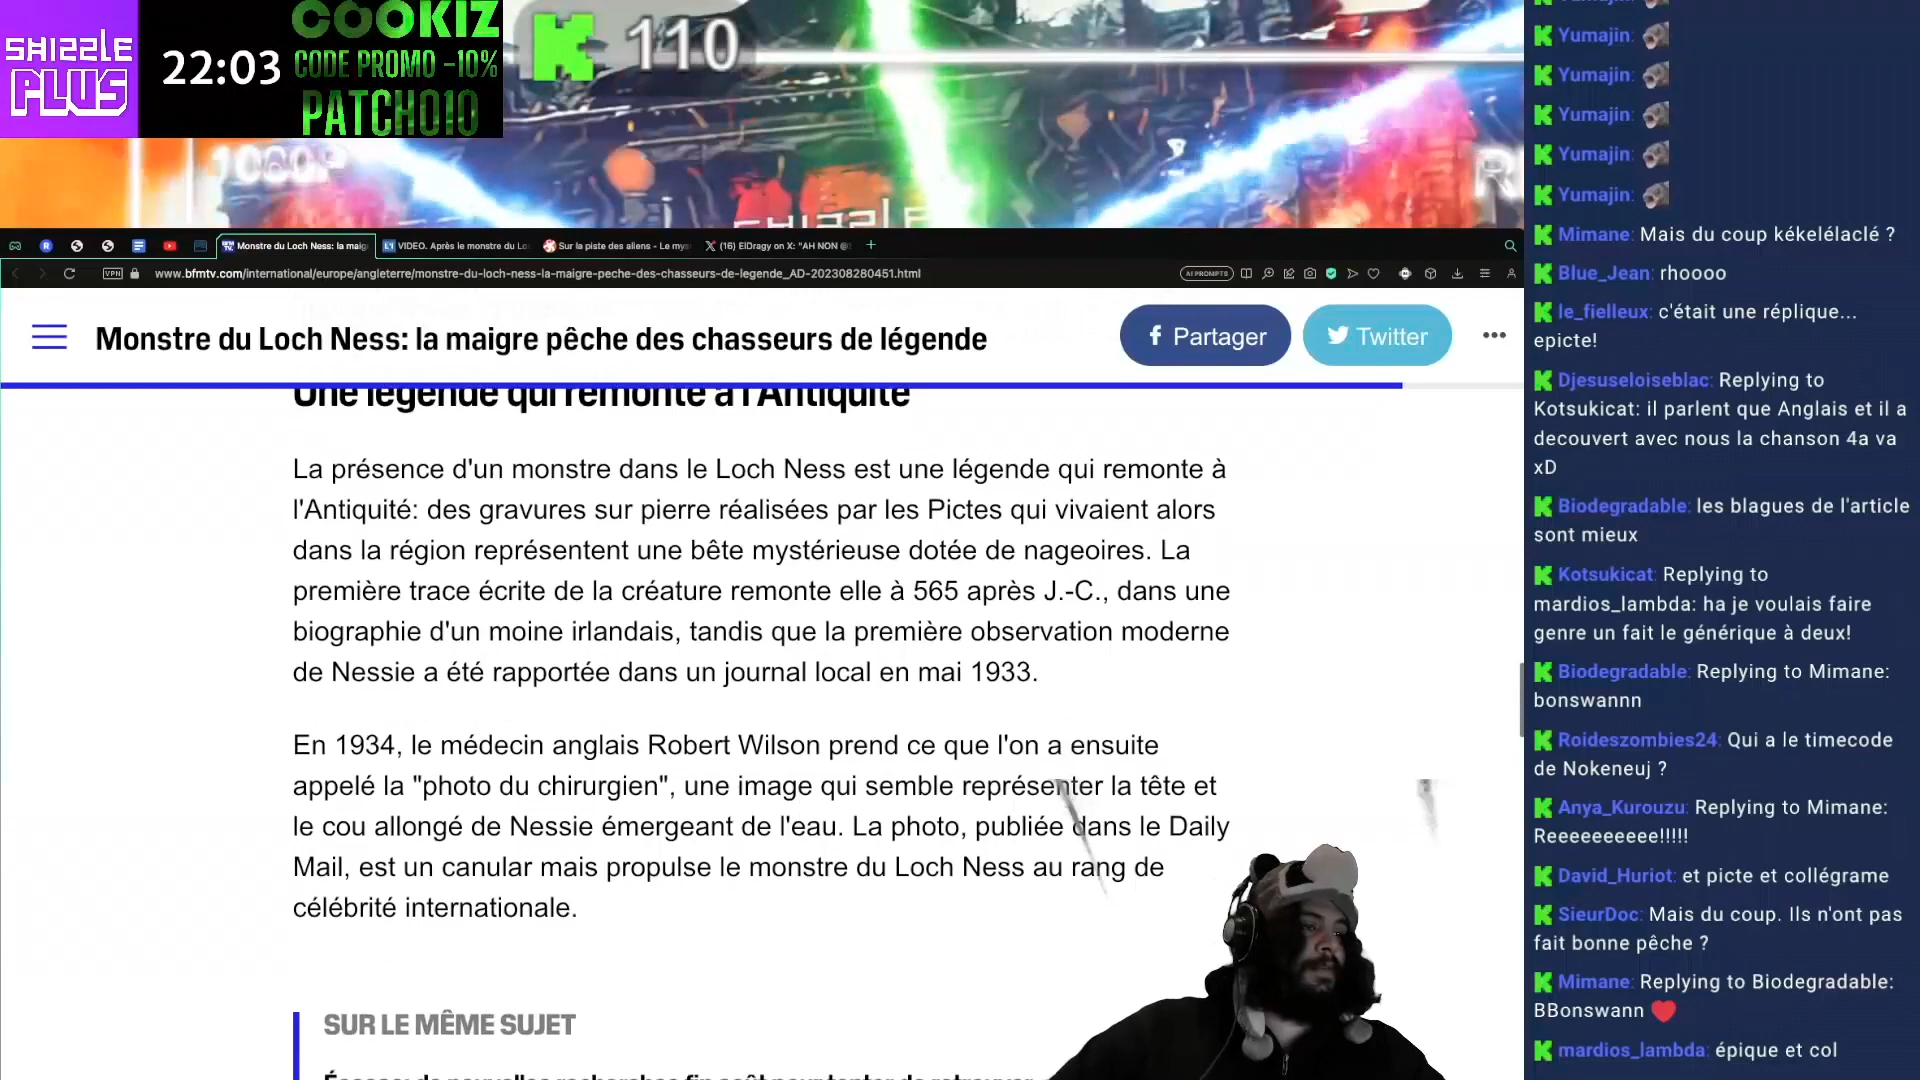 SHIZZLE
PLUS
22:03
COOKIZ
CODE PROMO -10%
PATCHO10
110
1080P
SHIZZLE
Monstre du Loch Ness: la maig
VIDEO. Après le monstre du Lo
Sur la piste des aliens - Le mys
(16) ElDragy on X: "AH NON @
VPN
www.bfmtv.com/international/europe/angleterre/monstre-du-loch-ness-la-maigre-peche-des-chasseurs-de-legende_AD-202308280451.html
AI PROMPTS
Monstre du Loch Ness: la maigre pêche des chasseurs de légende
Partager
Twitter
Une légende qui remonte à l'Antiquité
La présence d'un monstre dans le Loch Ness est une légende qui remonte à
l'Antiquité: des gravures sur pierre réalisées par les Pictes qui vivaient alors
dans la région représentent une bête mystérieuse dotée de nageoires. La
première trace écrite de la créature remonte elle à 565 après J.-C., dans une
biographie d'un moine irlandais, tandis que la première observation moderne
de Nessie a été rapportée dans un journal local en mai 1933.
En 1934, le médecin anglais Robert Wilson prend ce que l'on a ensuite
appelé la "photo du chirurgien", une image qui semble représenter la tête et
le cou allongé de Nessie émergeant de l'eau. La photo, publiée dans le Daily
Mail, est un canular mais propulse le monstre du Loch Ness au rang de
célébrité internationale.
SUR LE MÊME SUJET
Yumajin:
Yumajin:
Yumajin:
Yumajin:
Yumajin:
Mimane: Mais du coup kékelélaclé ?
Blue_Jean: rhoooo
le_fielleux: c'était une réplique...
epicte!
Djesuseloiseblac: Replying to
Kotsukicat: il parlent que Anglais et il a
decouvert avec nous la chanson 4a va
xD
Biodegradable: les blagues de l'article
sont mieux
Kotsukicat: Replying to
mardios_lambda: ha je voulais faire
genre un fait le générique à deux!
Biodegradable: Replying to Mimane:
bonswannn
Roideszombies24: Qui a le timecode
de Nokeneuj ?
Anya_Kurouzu: Replying to Mimane:
Reeeeeeeeee!!!!!
David_Huriot: et picte et collégrame
SieurDoc: Mais du coup. Ils n'ont pas
fait bonne pêche ?
Mimane: Replying to Biodegradable:
BBonswann
mardios_lambda: épique et col